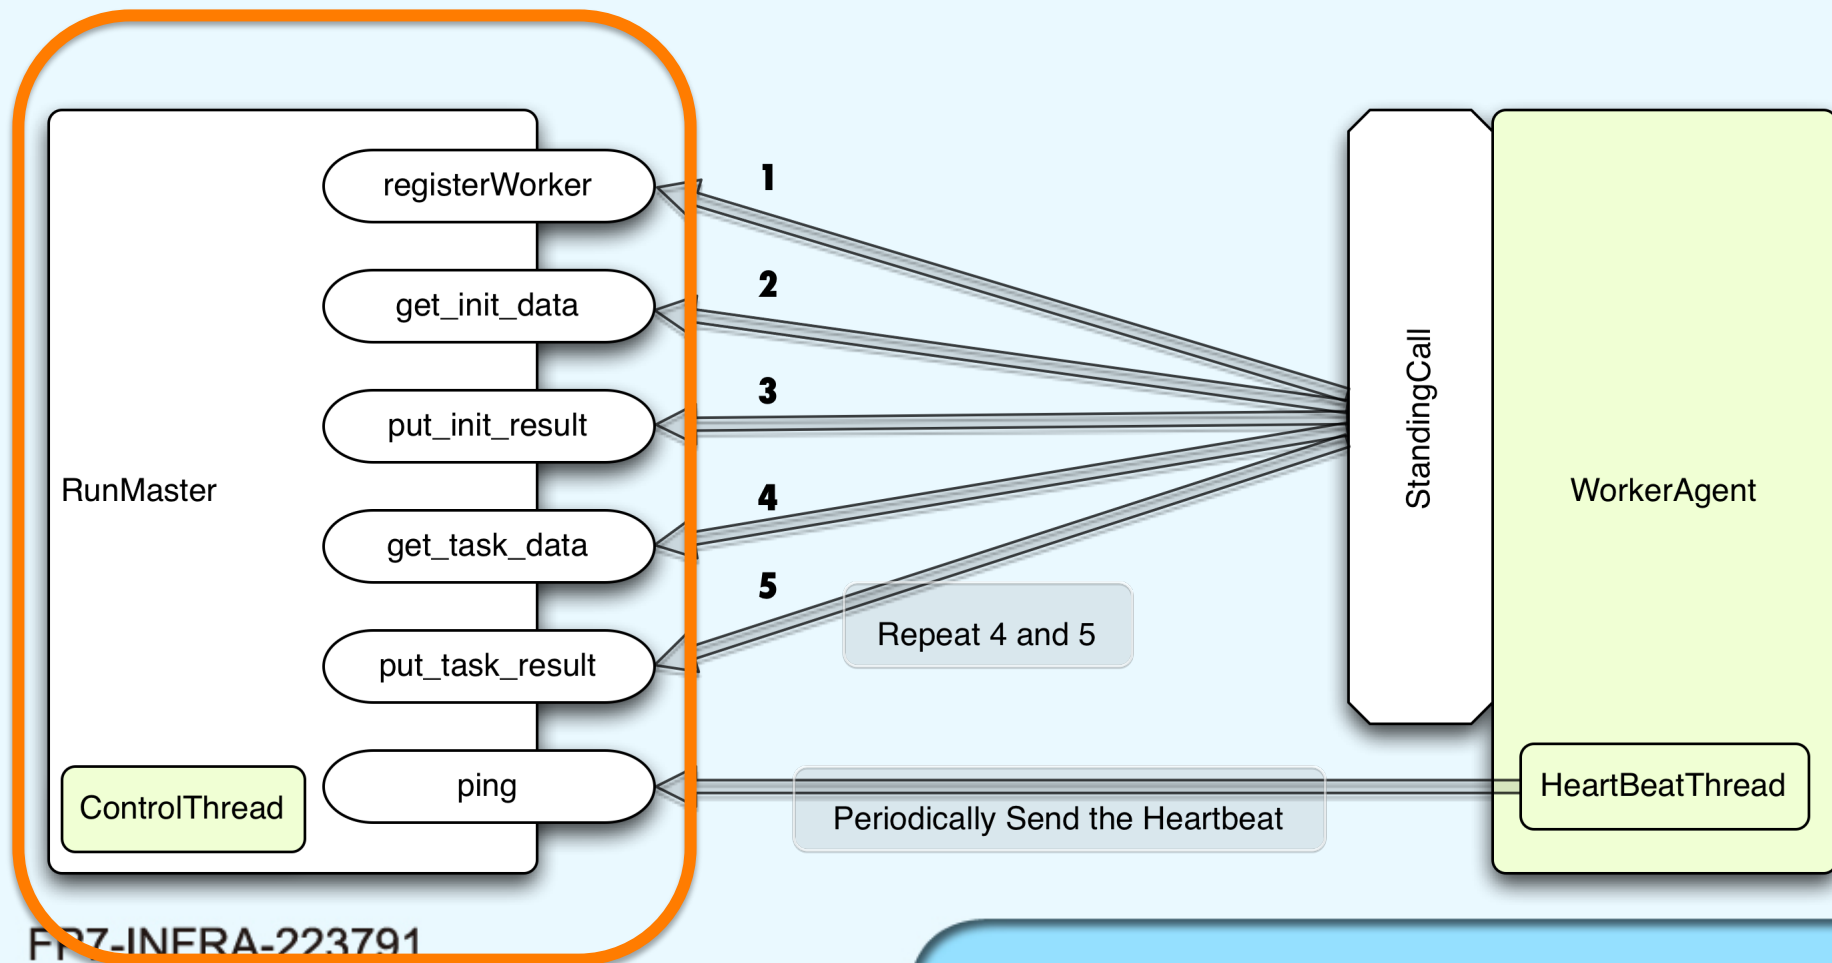 registerWorker
1
get_init_data
2
put_init_result
3
RunMaster
get_task_data
4
put_task_result
5
Repeat 4 and 5
StandingCall
WorkerAgent
ControlThread
ping
Periodically Send the Heartbeat
HeartBeatThread
FP7-INFRA-223791